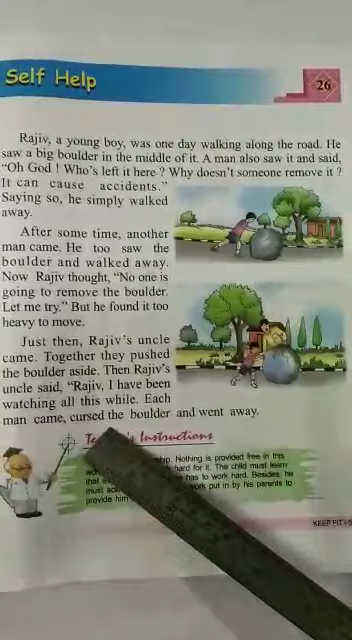 Self Help
26
Rajiv, a young boy, was one day walking along the road. He
saw a big boulder in the middle of it. A man also saw it and said,
"Oh God ! Who's left it here ? Why doesn't someone remove it ?
It can cause accidents."
Saying so, he simply walked
away.
After some time, another
man came. He too saw the
boulder and walked away.
Now Rajiv thought, "No one is
going to remove the boulder.
Let me try." But he found it too
heavy to move.
Just then, Rajiv's uncle
came. Together they pushed
the boulder aside. Then Rajiv's
uncle said, "Rajiv, I have been
watching all this while. Each
man came, cursed the boulder and went away.
Instructions
Nothing is provided free in this
hard for it. The child must learn
that has to work hard. Besides, he
must work put in by his parents to
provide him
KEEP FIT